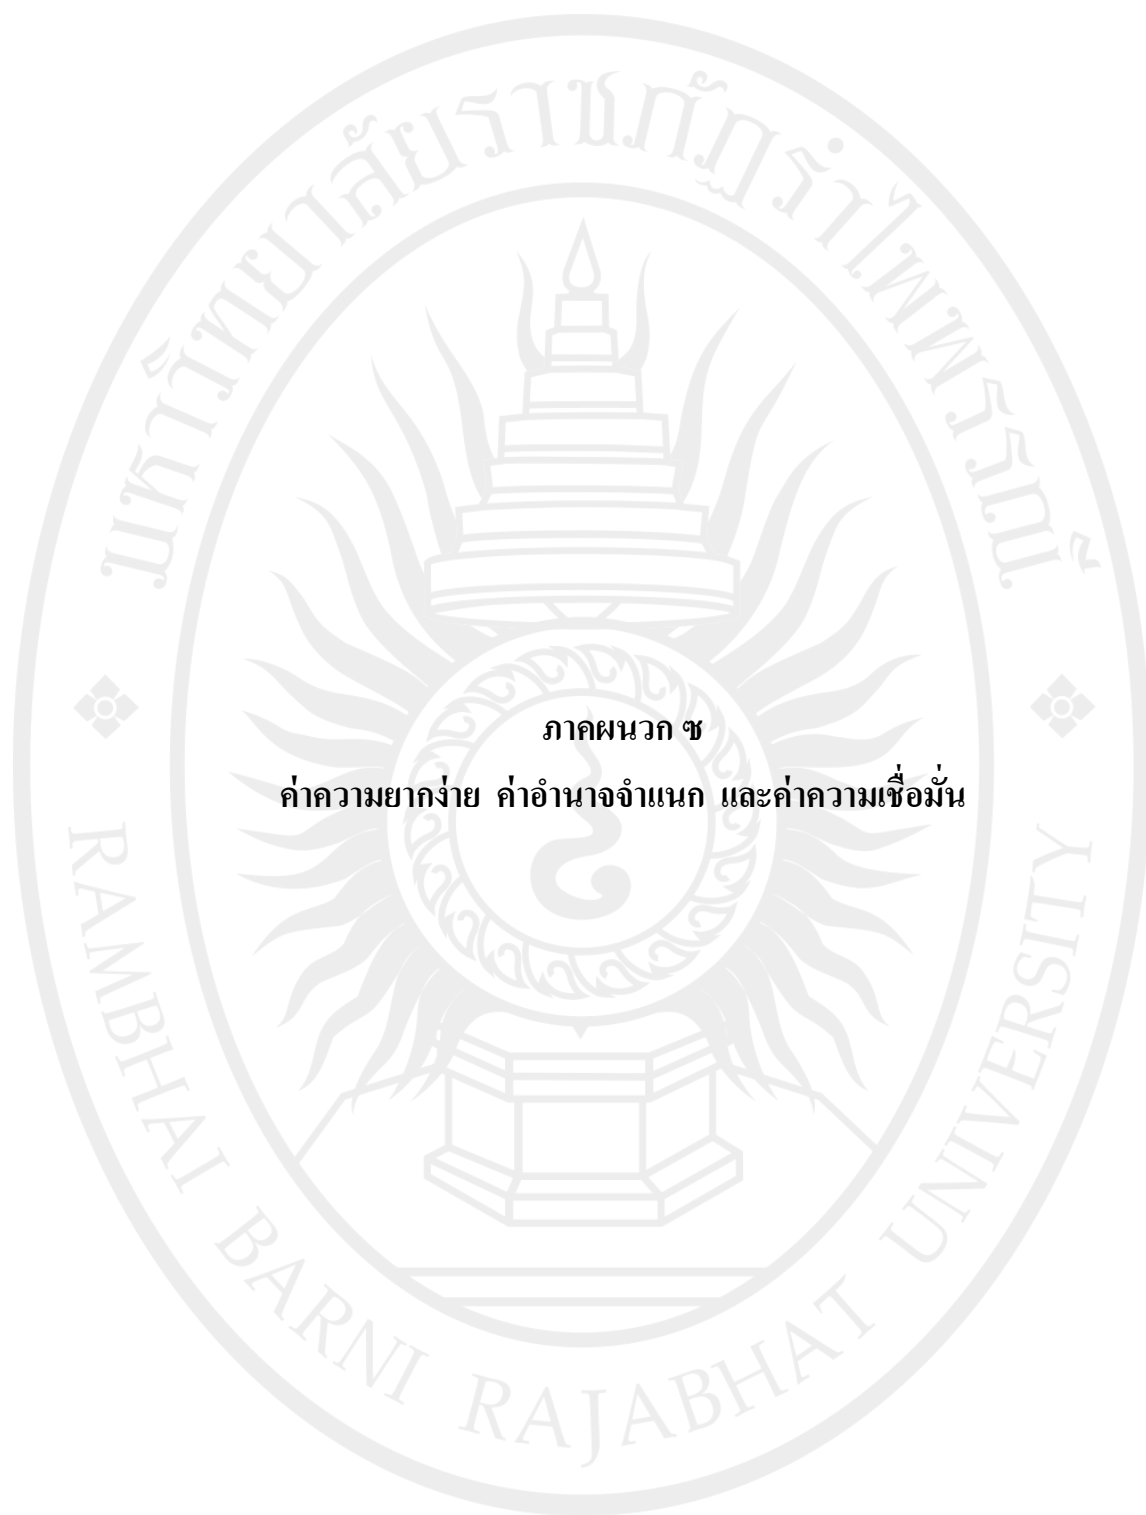 มหาวิทยาลัยราชภัฏรำไพพรรณี
ภาคผนวก ซ
ค่าความยากง่าย ค่าอำนาจจำแนก และค่าความเชื่อมั่น
RAMBHAI BARNI RAJABHAT UNIVERSITY